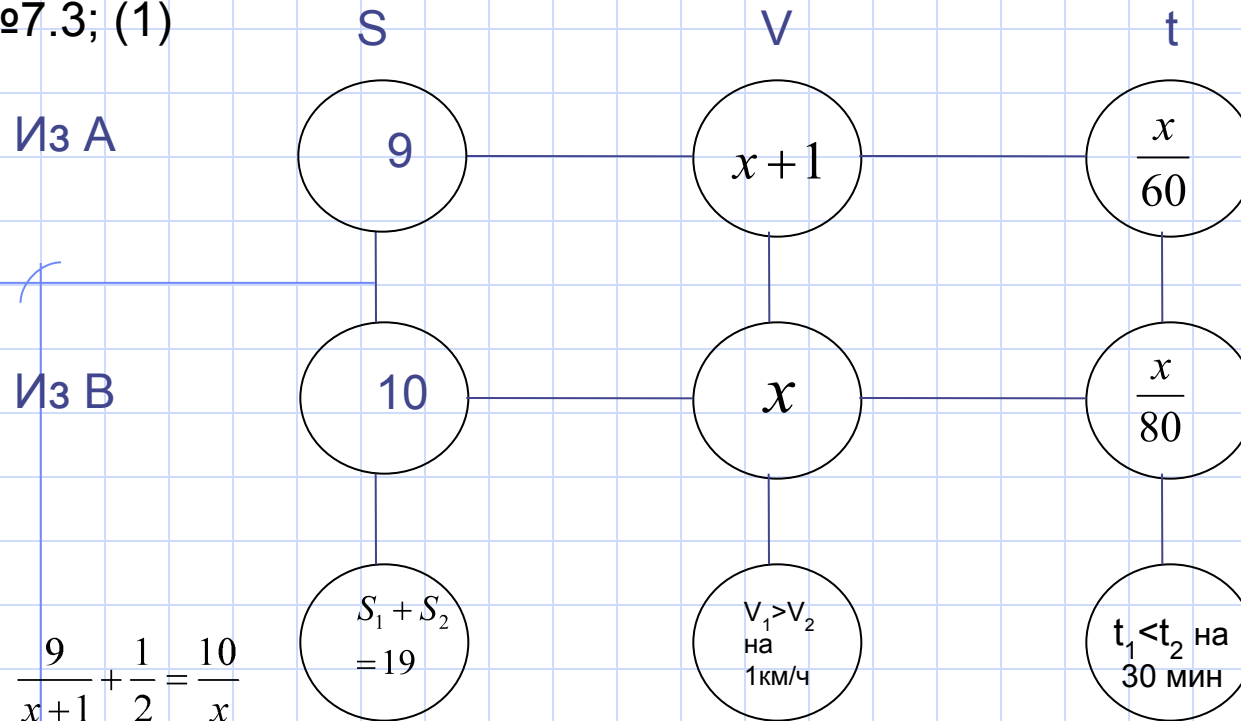 №7.3; (1)
S V t
Из А 9 x+1 x/60
Из В 10 x x/80
S₁ + S₂
=19
V₁>V₂
на
1км/ч
t₁<t₂ на
30 мин
9/(x+1) + 1/2 = 10/x